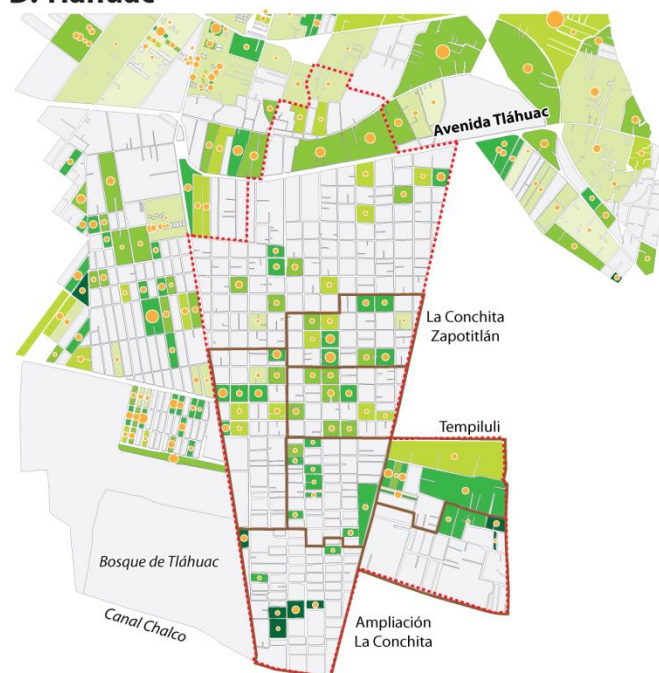 Avenida Tláhuac
La Conchita
Zapotitlán
Tempiluli
Bosque de Tláhuac
Canal Chalco
Ampliación
La Conchita